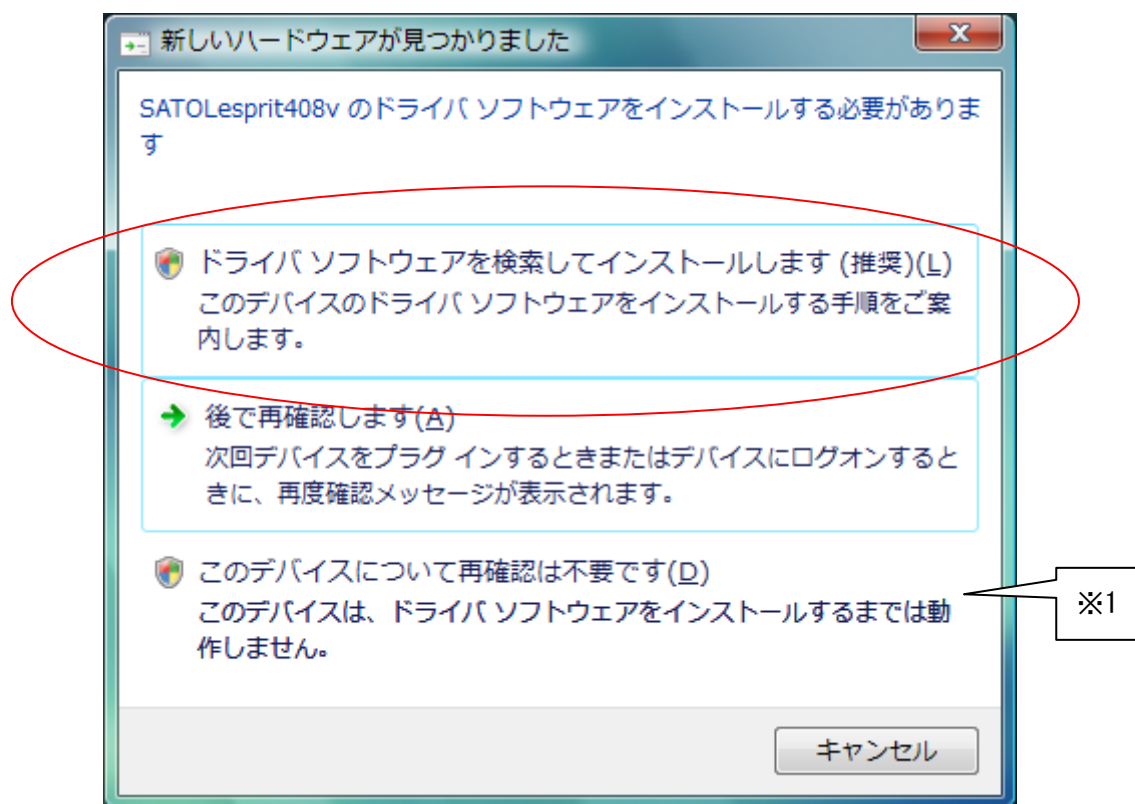 新しいハードウェアが見つかりました
SATOLesprit408v のドライバ ソフトウェアをインストールする必要がありま
す
ドライバ ソフトウェアを検索してインストールします (推奨)(L)
このデバイスのドライバ ソフトウェアをインストールする手順をご案
内します。
後で再確認します(A)
次回デバイスをプラグ インするときまたはデバイスにログオンすると
きに、再度確認メッセージが表示されます。
このデバイスについて再確認は不要です(D)
このデバイスは、ドライバ ソフトウェアをインストールするまでは動
作しません。
※1
キャンセル